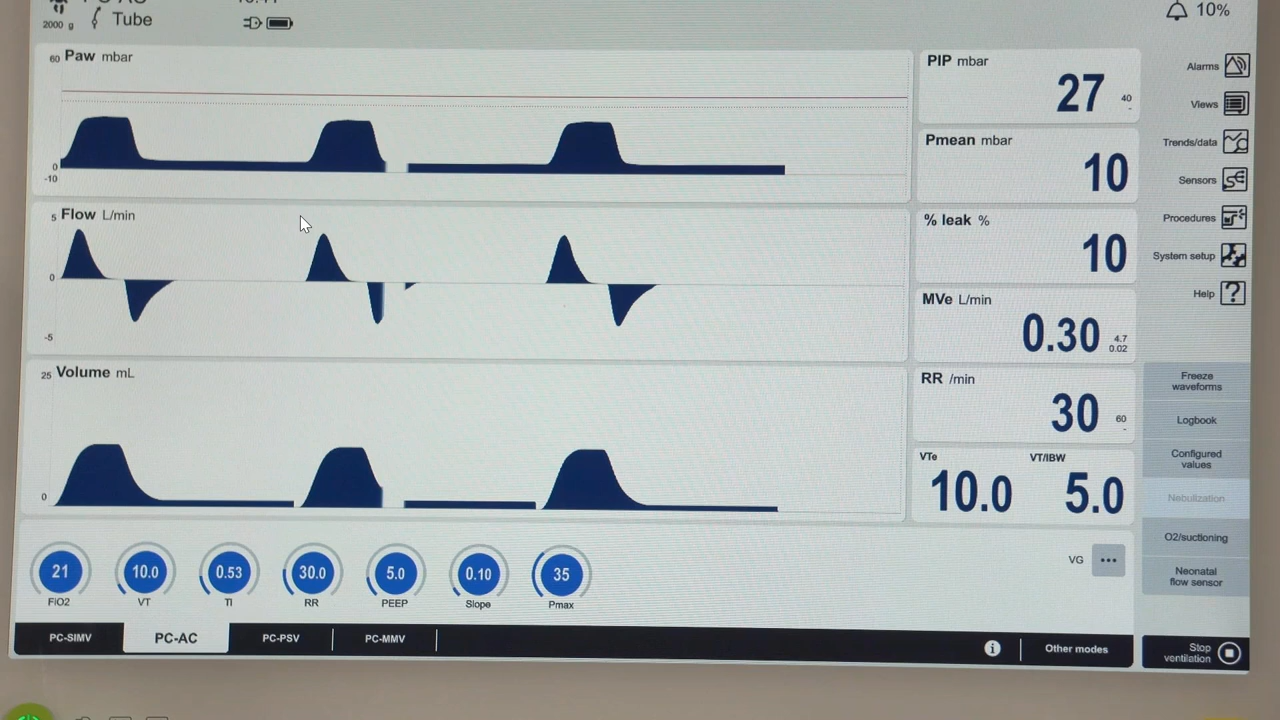 2000 g Tube
10%
60 Paw mbar
0
-10
5 Flow L/min
0
-5
25 Volume mL
0
PIP mbar
27 40
-
Pmean mbar
10
% leak %
10
MVe L/min
0.30 4.7
0.02
RR /min
30 60
-
VTe VT/IBW
10.0 5.0
Alarms
Views
Trends/data
Sensors
Procedures
System setup
Help ?
Freeze
waveforms
Logbook
Configured
values
Nebulization
O2/suctioning
Neonatal
flow sensor
VG ...
21 10.0 0.53 30.0 5.0 0.10 35
FiO2 VT TI RR PEEP Slope Pmax
PC-SIMV PC-AC PC-PSV PC-MMV
i Other modes
Stop
ventilation